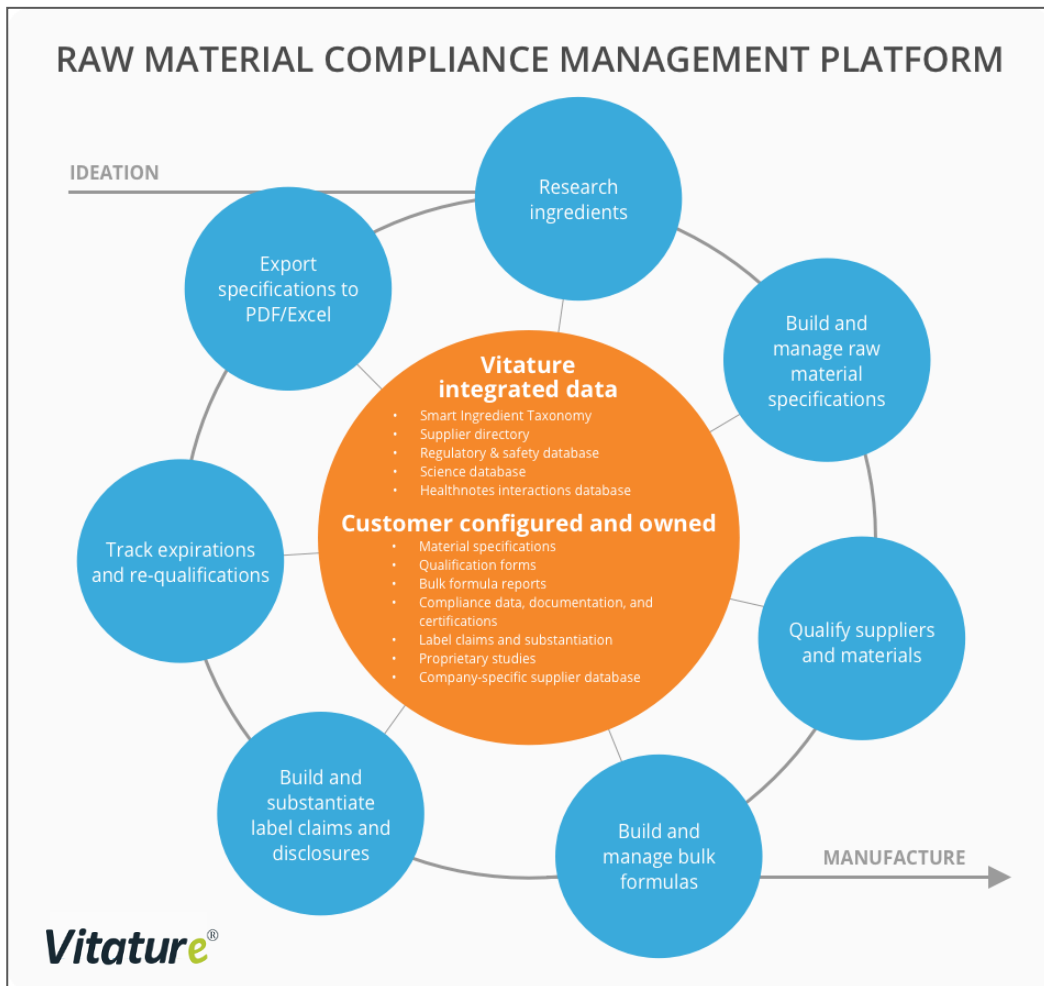 RAW MATERIAL COMPLIANCE MANAGEMENT PLATFORM
IDEATION
Research
ingredients
Export
specifications to
PDF/Excel
Build and
manage raw
material
specifications
Vitature
integrated data
• Smart Ingredient Taxonomy
• Supplier directory
• Regulatory & safety database
• Science database
• Healthnotes interactions database
Customer configured and owned
• Material specifications
• Qualification forms
• Bulk formula reports
• Compliance data, documentation, and
certifications
• Label claims and substantiation
• Proprietary studies
• Company-specific supplier database
Track expirations
and re-qualifications
Qualify suppliers
and materials
Build and
substantiate
label claims and
disclosures
Build and
manage bulk
formulas
MANUFACTURE
Vitature®